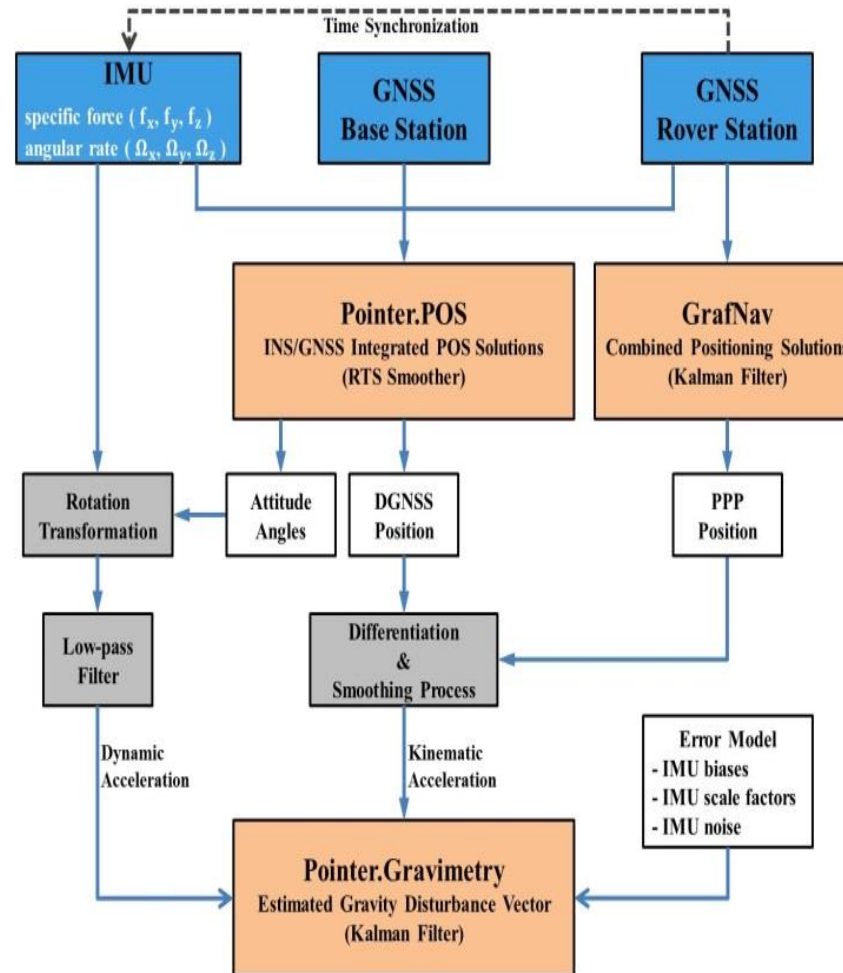 Time Synchronization
IMU
specific force ( fx, fy, fz )
angular rate ( Ωx, Ωy, Ωz )
GNSS
Base Station
GNSS
Rover Station
Pointer.POS
INS/GNSS Integrated POS Solutions
(RTS Smoother)
GrafNav
Combined Positioning Solutions
(Kalman Filter)
Rotation
Transformation
Attitude
Angles
DGNSS
Position
PPP
Position
Low-pass
Filter
Differentiation
&
Smoothing Process
Dynamic
Acceleration
Kinematic
Acceleration
Error Model
- IMU biases
- IMU scale factors
- IMU noise
Pointer.Gravimetry
Estimated Gravity Disturbance Vector
(Kalman Filter)